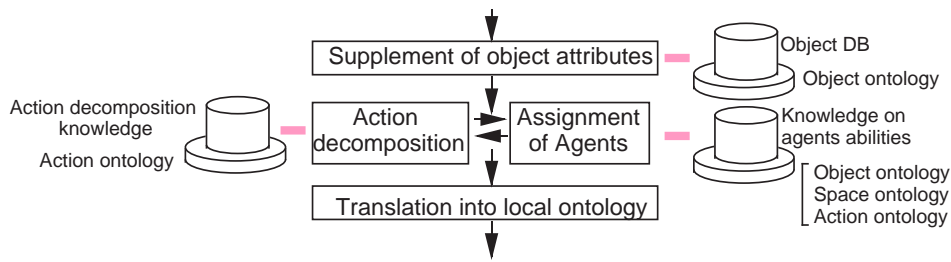 Supplement of object attributes
Object DB
Object ontology
Action decomposition
knowledge
Action ontology
Action
decomposition
Assignment
of Agents
Knowledge on
agents abilities
Object ontology
Space ontology
Action ontology
Translation into local ontology